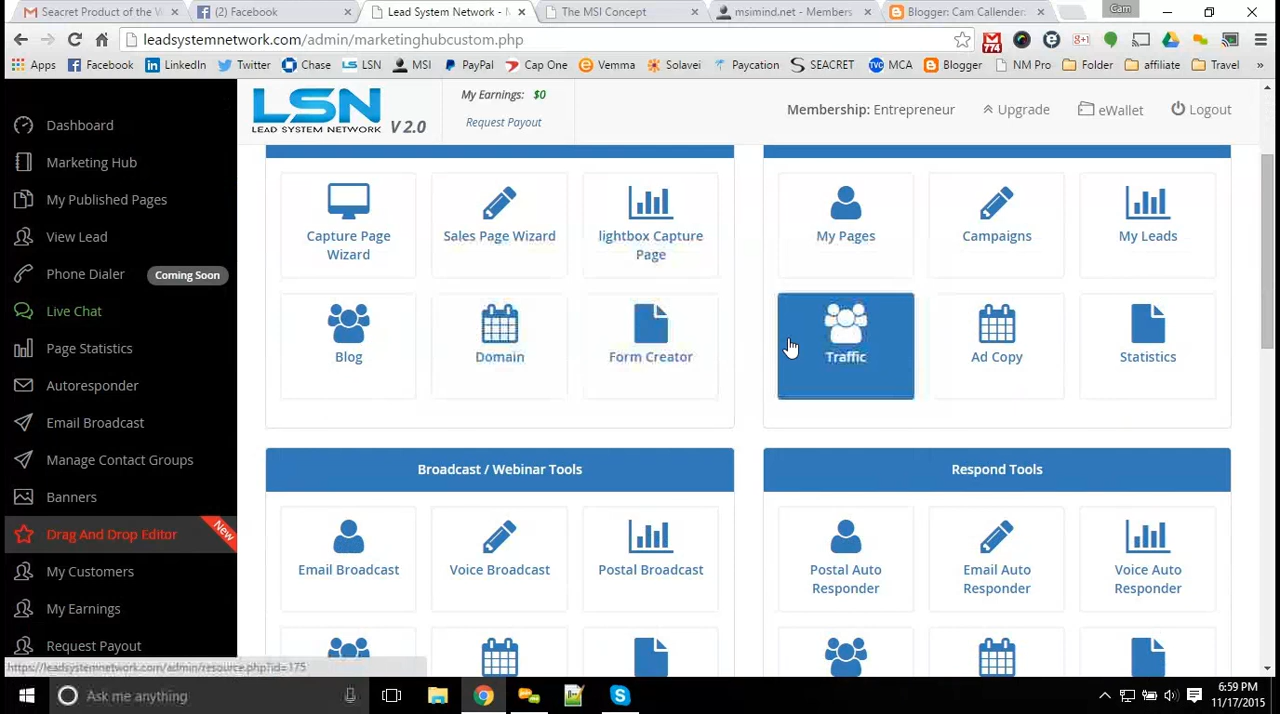 Seacret Product of the W
(2) Facebook
Lead System Network -
The MSI Concept
msimind.net - Members
Blogger: Cam Callender:
Cam
leadsystemnetwork.com/admin/marketinghubcustom.php
774
Apps
Facebook
LinkedIn
Twitter
Chase
LSN
MSI
PayPal
Cap One
Vemma
Solavei
Paycation
SEACRET
MCA
Blogger
NM Pro
Folder
affiliate
Travel
»
LSN
LEAD SYSTEM NETWORK
V 2.0
My Earnings: $0
Request Payout
Membership: Entrepreneur
Upgrade
eWallet
Logout
Dashboard
Marketing Hub
My Published Pages
View Lead
Phone Dialer
Coming Soon
Live Chat
Page Statistics
Autoresponder
Email Broadcast
Manage Contact Groups
Banners
Drag And Drop Editor
New
My Customers
My Earnings
Request Payout
Capture Page
Wizard
Sales Page Wizard
lightbox Capture
Page
Blog
Domain
Form Creator
My Pages
Campaigns
My Leads
Traffic
Ad Copy
Statistics
Broadcast / Webinar Tools
Email Broadcast
Voice Broadcast
Postal Broadcast
Respond Tools
Postal Auto
Responder
Email Auto
Responder
Voice Auto
Responder
https://leadsystemnetwork.com/admin/resource.php?id=175
Ask me anything
6:59 PM
11/17/2015